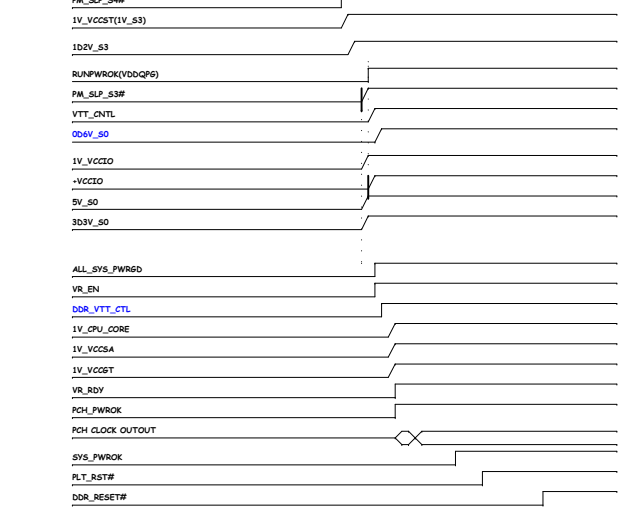 PM_SLP_S4#
1V_VCCST(1V_S3)
1D2V_S3
RUNPWROK(VDDQPG)
PM_SLP_S3#
VTT_CNTL
0D6V_S0
1V_VCCIO
+VCCIO
5V_S0
3D3V_S0
ALL_SYS_PWRGD
VR_EN
DDR_VTT_CTL
1V_CPU_CORE
1V_VCCSA
1V_VCCGT
VR_RDY
PCH_PWROK
PCH CLOCK OUTOUT
SYS_PWROK
PLT_RST#
DDR_RESET#